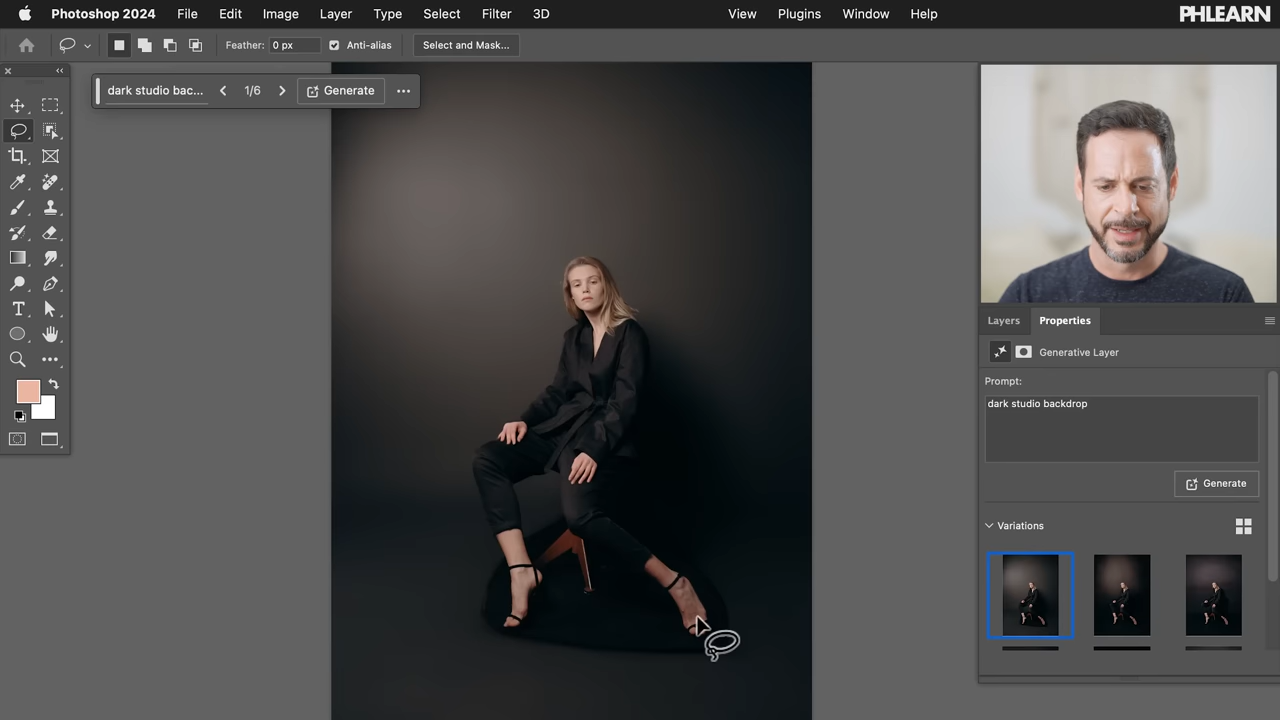 Photoshop 2024 File Edit Image Layer Type Select Filter 3D View Plugins Window Help
PHLEARN
Feather: 0 px Anti-alias Select and Mask...
dark studio bac... 1/6 Generate
Layers Properties
Generative Layer
Prompt:
dark studio backdrop
Generate
Variations